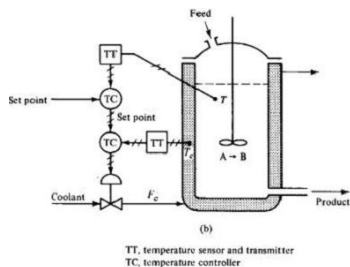 Feed
TT
Set point
TC
T
Set point
TC
TT
T_c
A → B
Coolant
F_c
Product
(b)
TT, temperature sensor and transmitter
TC, temperature controller